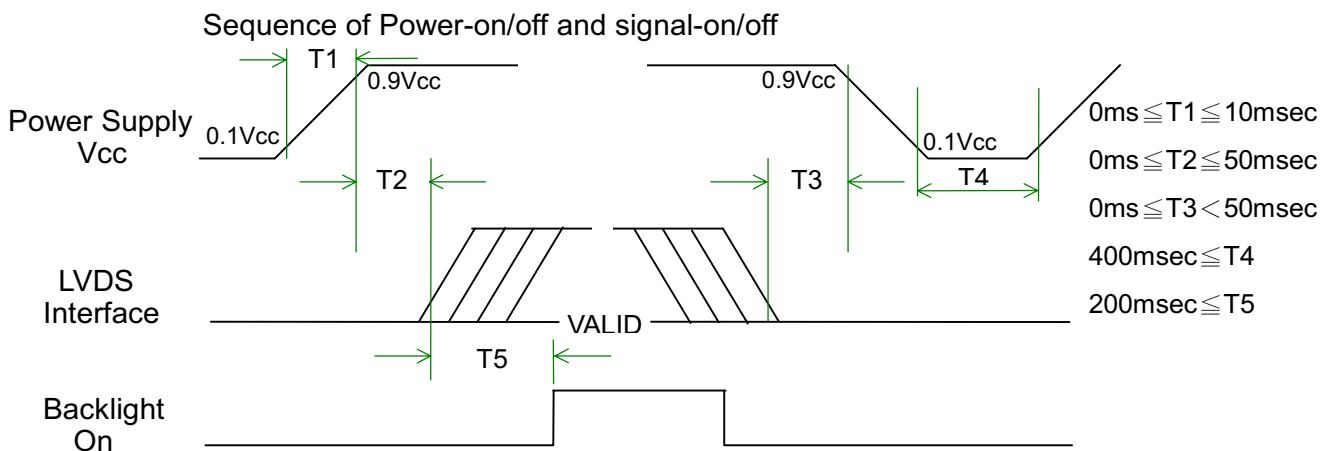 Sequence of Power-on/off and signal-on/off
T1
0.9Vcc
0.9Vcc
Power Supply
Vcc
0.1Vcc
0.1Vcc
T2
T3
T4
0ms≦T1≦10msec
0ms≦T2≦50msec
0ms≦T3<50msec
400msec≦T4
200msec≦T5
LVDS
Interface
VALID
T5
Backlight
On